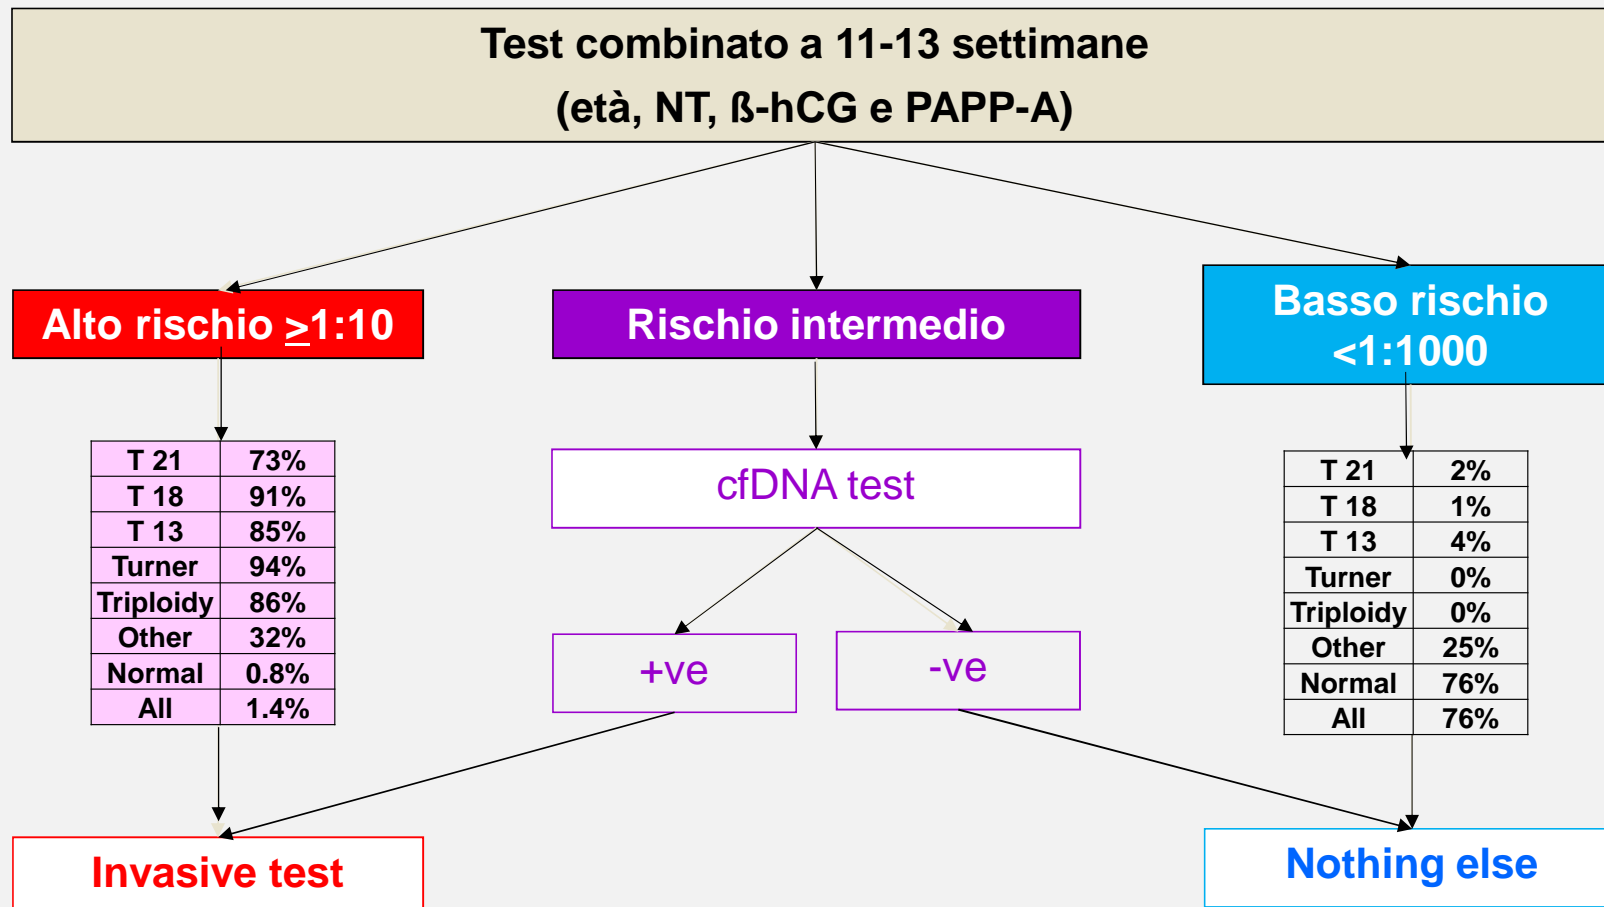 Test combinato a 11-13 settimane
(età, NT, ß-hCG e PAPP-A)
Alto rischio ≥1:10
Rischio intermedio
Basso rischio
<1:1000
T 21 73%
T 18 91%
T 13 85%
Turner 94%
Triploidy 86%
Other 32%
Normal 0.8%
All 1.4%
cfDNA test
+ve
-ve
T 21 2%
T 18 1%
T 13 4%
Turner 0%
Triploidy 0%
Other 25%
Normal 76%
All 76%
Invasive test
Nothing else